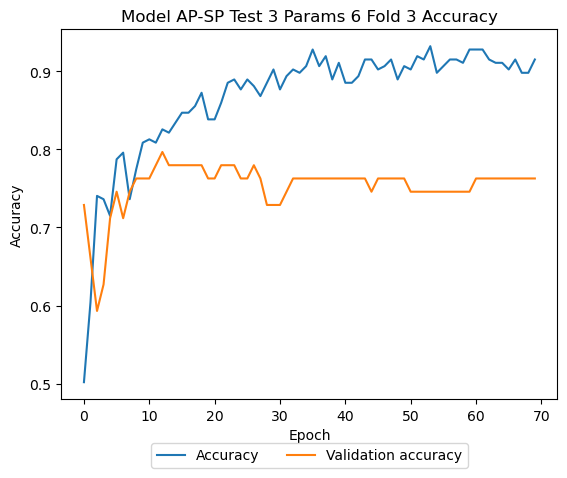 Model AP-SP Test 3 Params 6 Fold 3 Accuracy
Accuracy
0.9
0.8
0.7
0.6
0.5
0 10 20 30 40 50 60 70
Epoch
Accuracy Validation accuracy